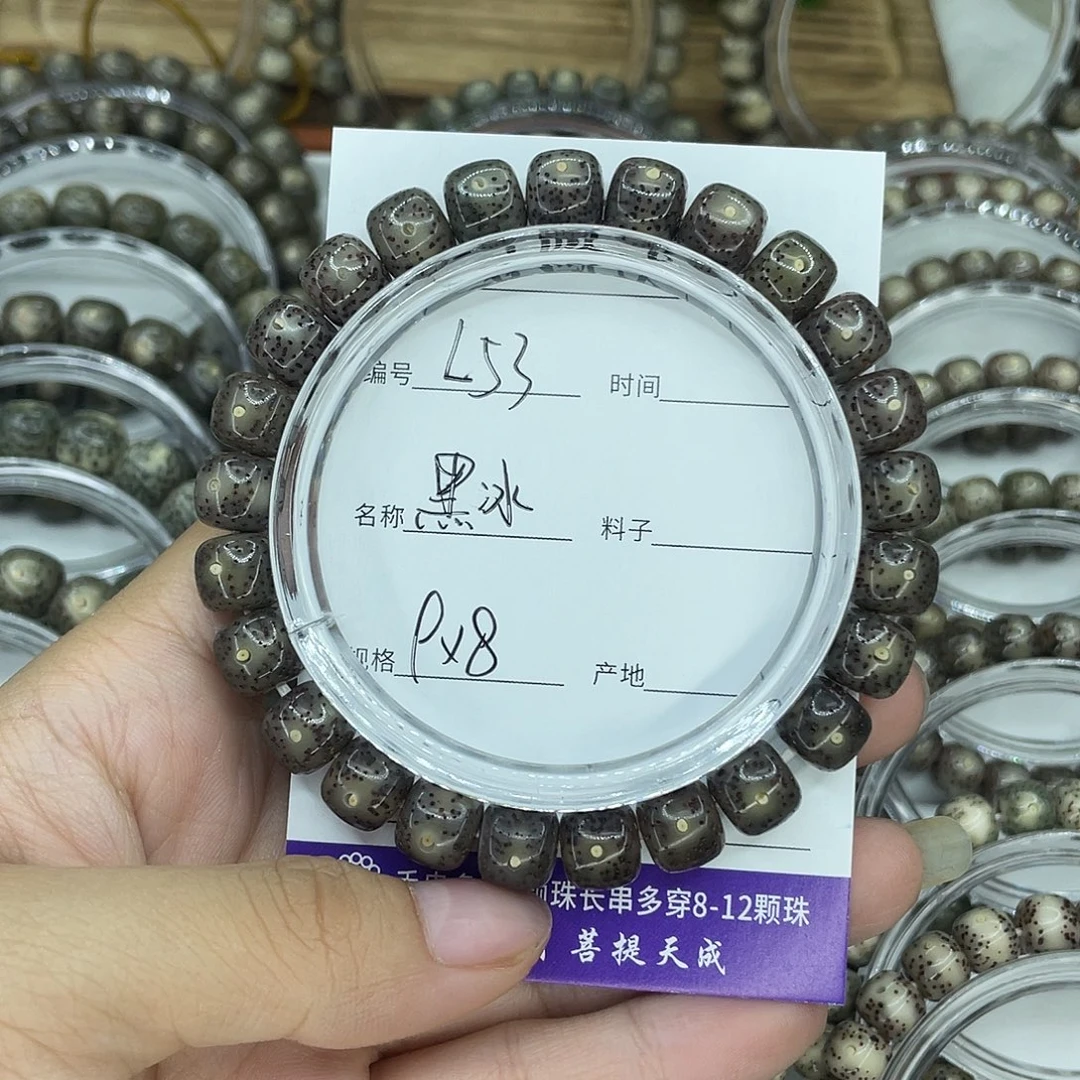 编号 L53 时间
名称 黑冰 料子
规格 PX8 产地
珠长串多穿8-12颗珠
菩提天成